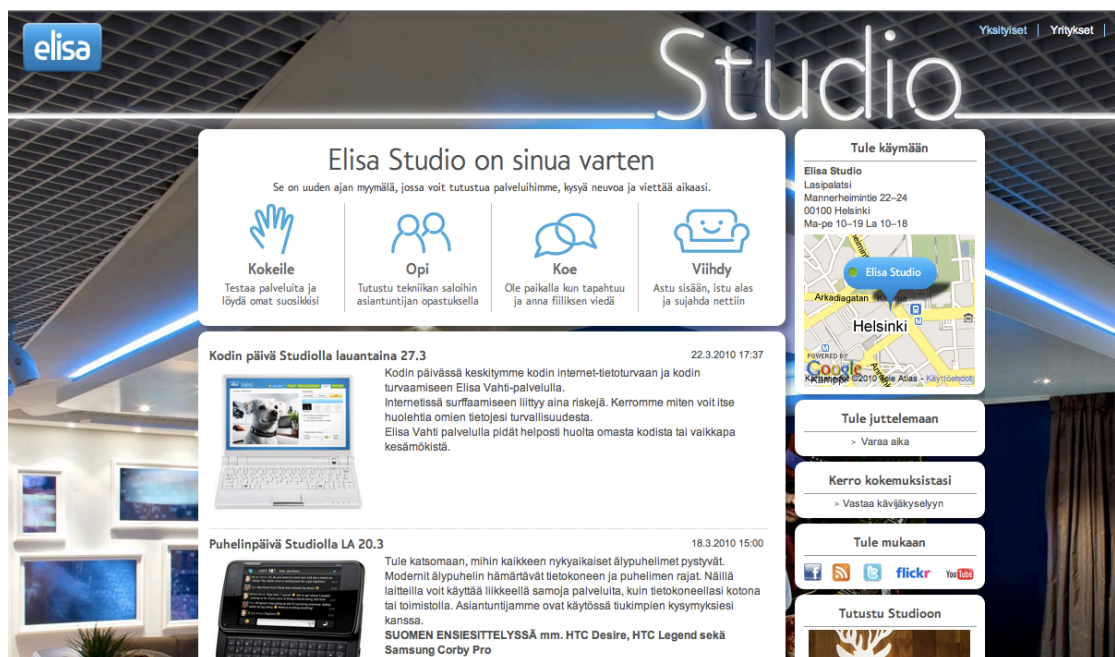 elisa
Studio
Yksityiset | Yritykset |
Elisa Studio on sinua varten
Se on uuden ajan myymälä, jossa voit tutustua palveluihimme, kysyä neuvoa ja viettää aikaasi.
Kokeile
Testaa palveluita ja
löydä omat suosikkisi
Opi
Tutustu tekniikan saloihin
asiantuntijan opastuksella
Koe
Ole paikalla kun tapahtuu
ja anna fiiliksen viedä
Viihdy
Astu sisään, istu alas
ja sujahda nettiin
Kodin päivä Studiolla lauantaina 27.3
22.3.2010 17:37
Kodin päivässä keskitymme kodin internet-tietoturvaan ja kodin
turvaamiseen Elisa Vahti-palvelulla.
Internetissä surffaamiseen liittyy aina riskejä. Kerromme miten voit itse
huolehtia omien tietojesi turvallisuudesta.
Elisa Vahti palvelulla pidät helposti huolta omasta kodista tai vaikkapa
kesämökistä.
Puhelinpäivä Studiolla LA 20.3
18.3.2010 15:00
Tule katsomaan, mihin kaikkeen nykyaikaiset älypuhelimet pystyvät.
Modernit älypuhelin hämärtävät tietokoneen ja puhelimen rajat. Näillä
laitteilla voit käyttää liikkeellä samoja palveluita, kuin tietokoneellasi kotona
tai toimistolla. Asiantuntijamme ovat käytössä tiukimpien kysymyksiesi
kanssa.
SUOMEN ENSIESITTELYSSÄ mm. HTC Desire, HTC Legend sekä
Samsung Corby Pro
Tule käymään
Elisa Studio
Lasipalatsi
Mannerheimintie 22–24
00100 Helsinki
Ma-pe 10–19 La 10–18
Elisa Studio
Arkadiagatan
Helsinki
POWERED BY
Google
©2010 Tele Atlas - Käyttöehdot
Tule juttelemaan
> Varaa aika
Kerro kokemuksistasi
> Vastaa kävijäkyselyyn
Tule mukaan
flickr
You Tube
Tutustu Studioon